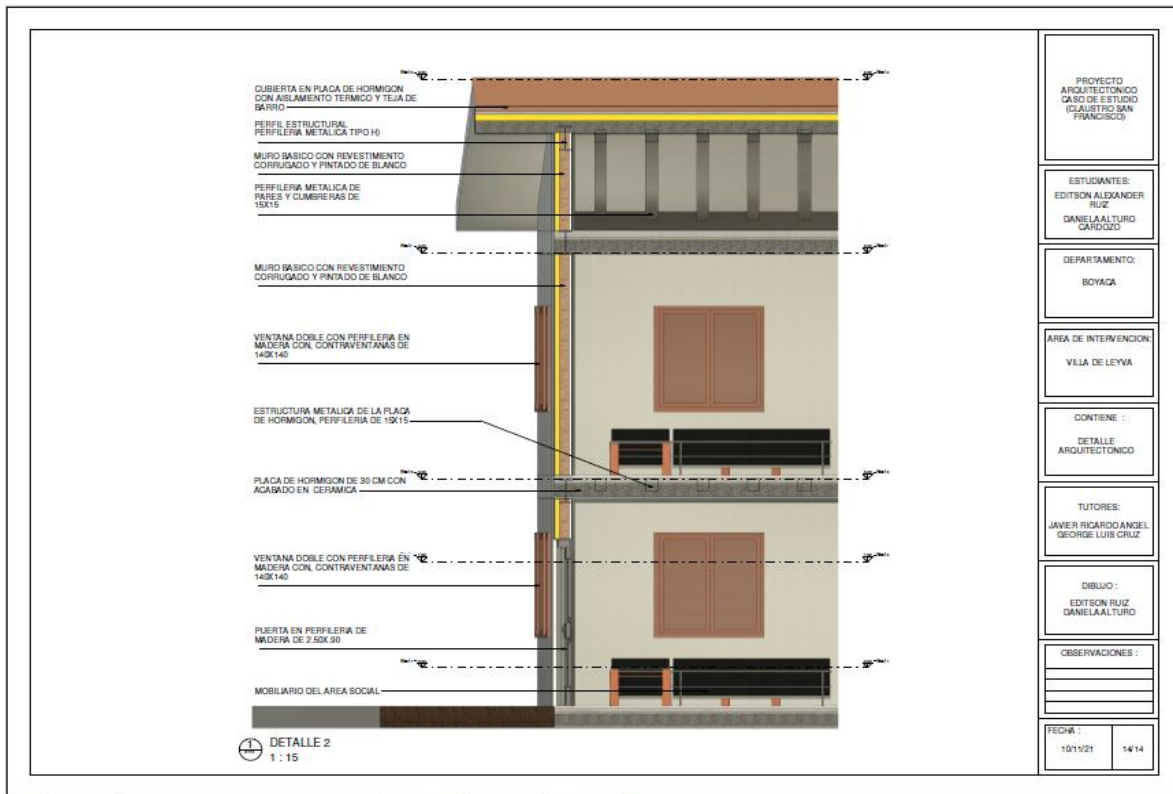 CUBIERTA EN PLACA DE HORMIGON
CON AISLAMIENTO TERMICO Y TEJA DE
BARRO
PERFIL ESTRUCTURAL
PERFILERIA METALICA TIPO H)
MURO BASICO CON REVESTIMIENTO
CORRUGADO Y PINTADO DE BLANCO
PERFILERIA METALICA DE
PARES Y CUMBRERAS DE
15X15
MURO BASICO CON REVESTIMIENTO
CORRUGADO Y PINTADO DE BLANCO
VENTANA DOBLE CON PERFILERIA EN
MADERA CON, CONTRAVENTANAS DE
140X140
ESTRUCTURA METALICA DE LA PLACA
DE HORMIGON, PERFILERIA DE 15X15
PLACA DE HORMIGON DE 30 CM CON
ACABADO EN CERAMICA
VENTANA DOBLE CON PERFILERIA EN
MADERA CON, CONTRAVENTANAS DE
140X140
PUERTA EN PERFILERIA DE
MADERA DE 2.50X.90
MOBILIARIO DEL AREA SOCIAL
1
DETALLE 2
1 : 15
PROYECTO
ARQUITECTONICO
CASO DE ESTUDIO
(CLAUSTRO SAN
FRANCISCO)
ESTUDIANTES:
EDITSON ALEXANDER
RUIZ
DANIELA ALTURO
CARDOZO
DEPARTAMENTO:
BOYACA
AREA DE INTERVENCION:
VILLA DE LEYVA
CONTIENE :
DETALLE
ARQUITECTONICO
TUTORES:
JAVIER RICARDO ANGEL
GEORGE LUIS CRUZ
DIBUJO :
EDITSON RUIZ
DANIELA ALTURO
OBSERVACIONES :
FECHA :
10/11/21
14/14